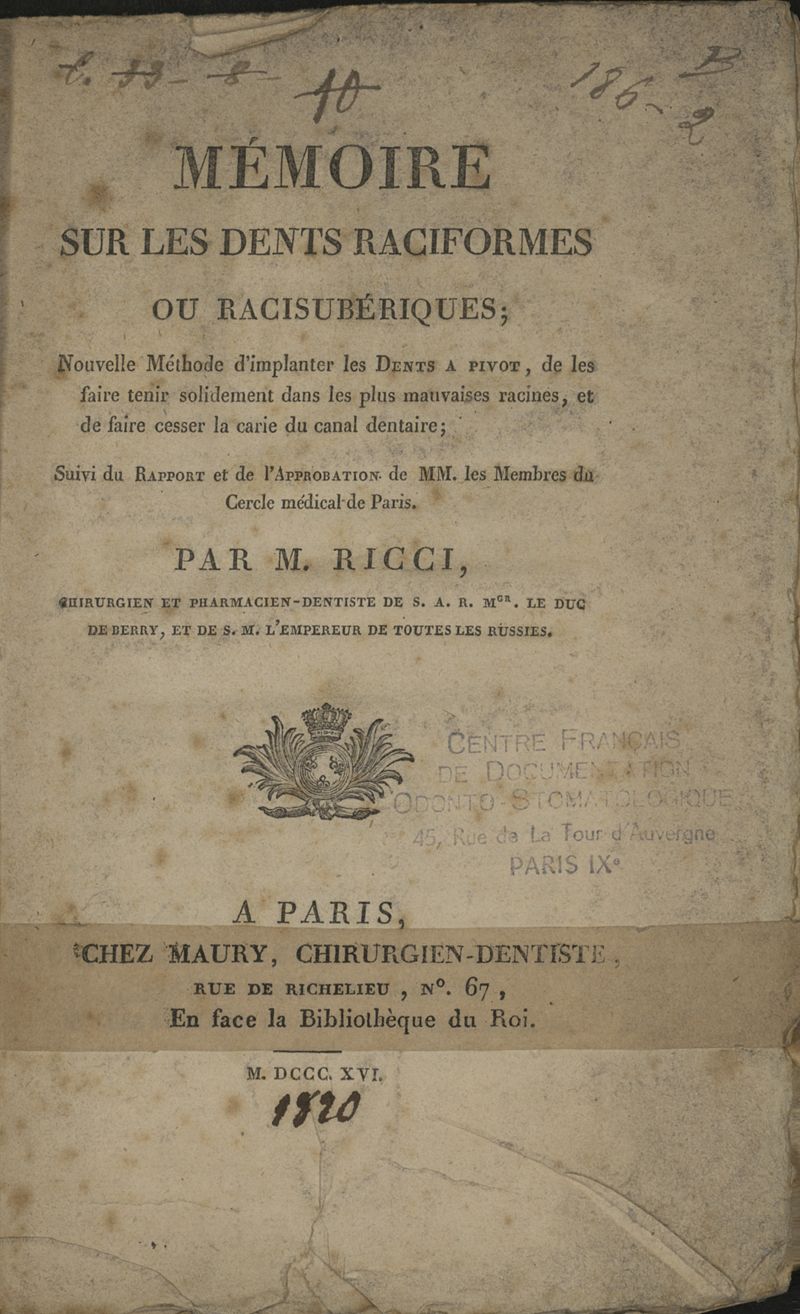 10
186
B
2
MÉMOIRE
SUR LES DENTS RACIFORMES
OU RACISUBÉRIQUES;
Nouvelle Méthode d'implanter les DENTS A PIVOT, de les
faire tenir solidement dans les plus mauvaises racines, et
de faire cesser la carie du canal dentaire;
Suivi du RAPPORT et de l'APPROBATION de MM. les Membres du
Cercle médical de Paris.
PAR M. RICCI,
CHIRURGIEN ET PHARMACIEN-DENTISTE DE S. A. R. MGR. LE DUC
DE BERRY, ET DE S. M. L'EMPEREUR DE TOUTES LES RUSSIES.
CENTRE FRANÇAIS
DE DOCUMENTATION
ODONTO-STOMATOLOGIQUE
45, Rue de La Tour d'Auvergne
PARIS IXe
A PARIS,
CHEZ MAURY, CHIRURGIEN-DENTISTE,
RUE DE RICHELIEU, N°. 67,
En face la Bibliothèque du Roi.
M. DCCC. XVI.
1820